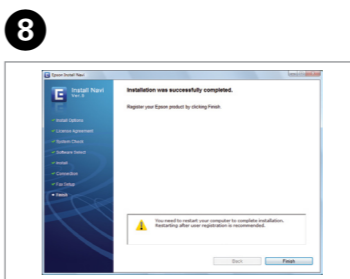 8
Epson Install Navi
Install Navi
Ver.2
Installation was successfully completed.
Register your Epson product by clicking Finish.
Install Options
License Agreement
System Check
Software Select
Install
Connection
Fax Setup
Finish
You need to restart your computer to complete installation.
Restarting after user registration is recommended.
Back
Finish